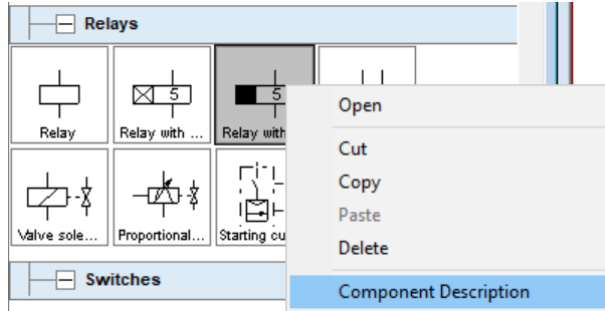 Relays
5
5
Relay
Relay with ...
Relay with
Open
Cut
Copy
Paste
Delete
Valve sole...
Proportional...
Starting cu
Switches
Component Description